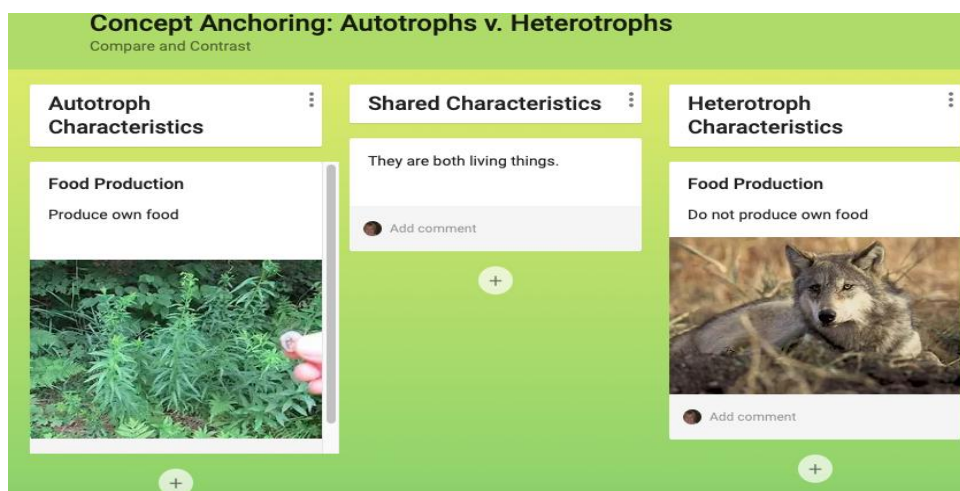 Concept Anchoring: Autotrophs v. Heterotrophs
Compare and Contrast
Autotroph
Characteristics
Food Production
Produce own food
+
Shared Characteristics
They are both living things.
Add comment
+
Heterotroph
Characteristics
Food Production
Do not produce own food
Add comment
+